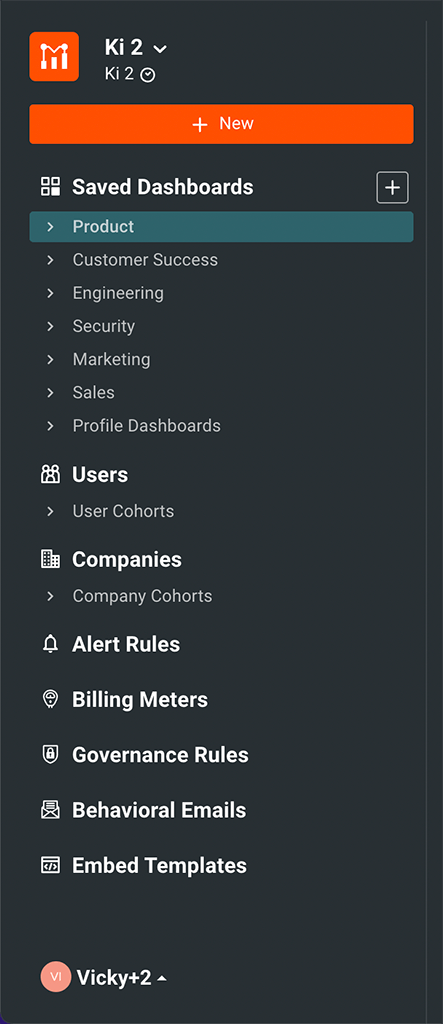 Ki 2
Ki 2
New
Saved Dashboards
Product
Customer Success
Engineering
Security
Marketing
Sales
Profile Dashboards
Users
User Cohorts
Companies
Company Cohorts
Alert Rules
Billing Meters
Governance Rules
Behavioral Emails
Embed Templates
VI Vicky+2